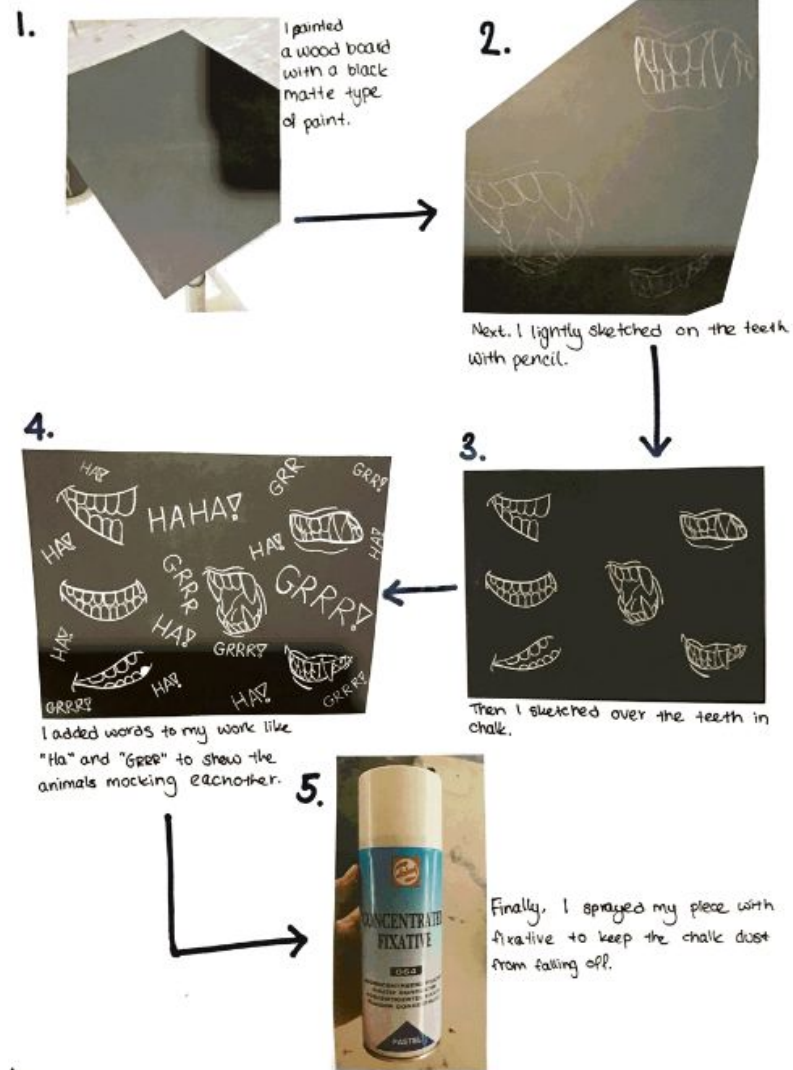 1.
I painted
a wood board
with a black
matte type
of paint.
2.
Next, I lightly sketched on the teeth
with pencil.
3.
Then I sketched over the teeth in
chalk.
4.
HA!
GRR
GRR!
HAHA!
HA!
HA!
HA!
GRRR
GRRR!
HA!
HA!
GRRR!
GRRR!
HA!
HA!
GRRR!
I added words to my work like
"Ha" and "GRRR" to show the
animals mocking eachother.
5.
CONCENTRATED
FIXATIVE
064
PASTEL
Finally, I sprayed my piece with
fixative to keep the chalk dust
from falling off.